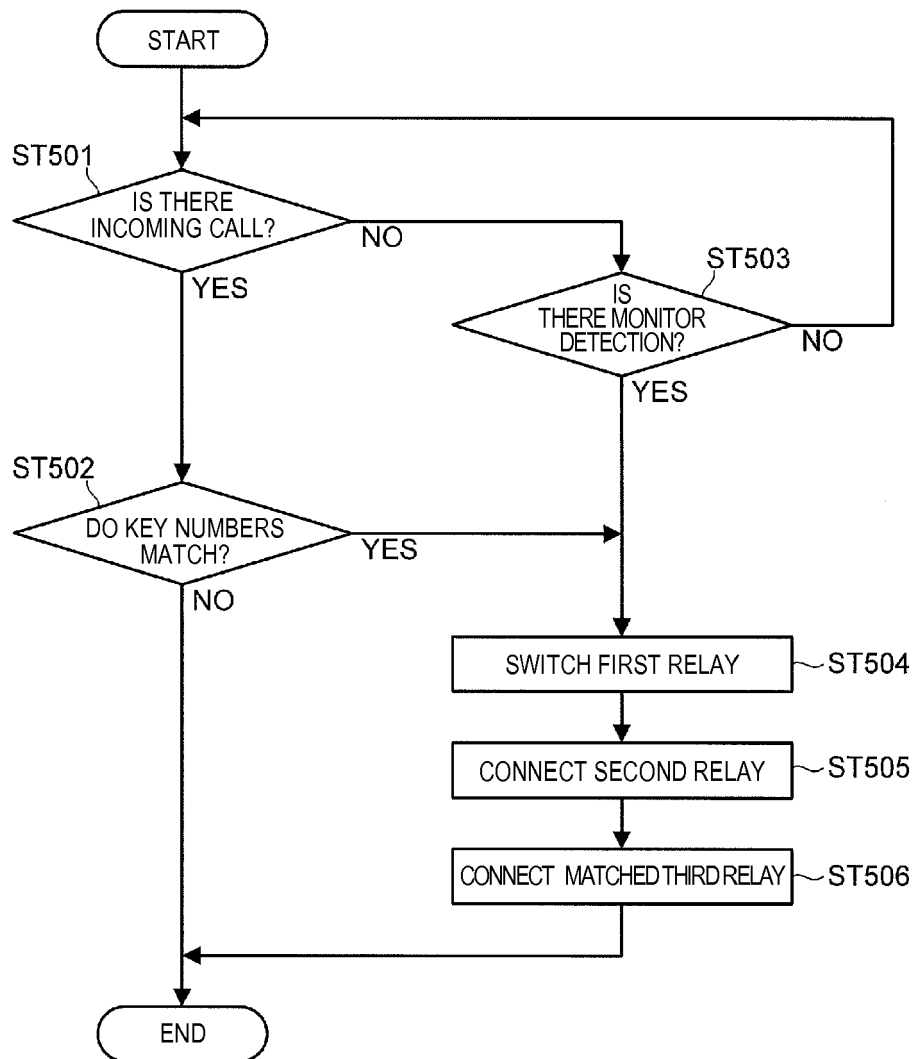 START
ST501
IS THERE
INCOMING CALL?
NO
YES
ST503
IS
THERE MONITOR
DETECTION?
NO
YES
ST502
DO KEY NUMBERS
MATCH?
YES
NO
SWITCH FIRST RELAY
ST504
CONNECT SECOND RELAY
ST505
CONNECT MATCHED THIRD RELAY
ST506
END